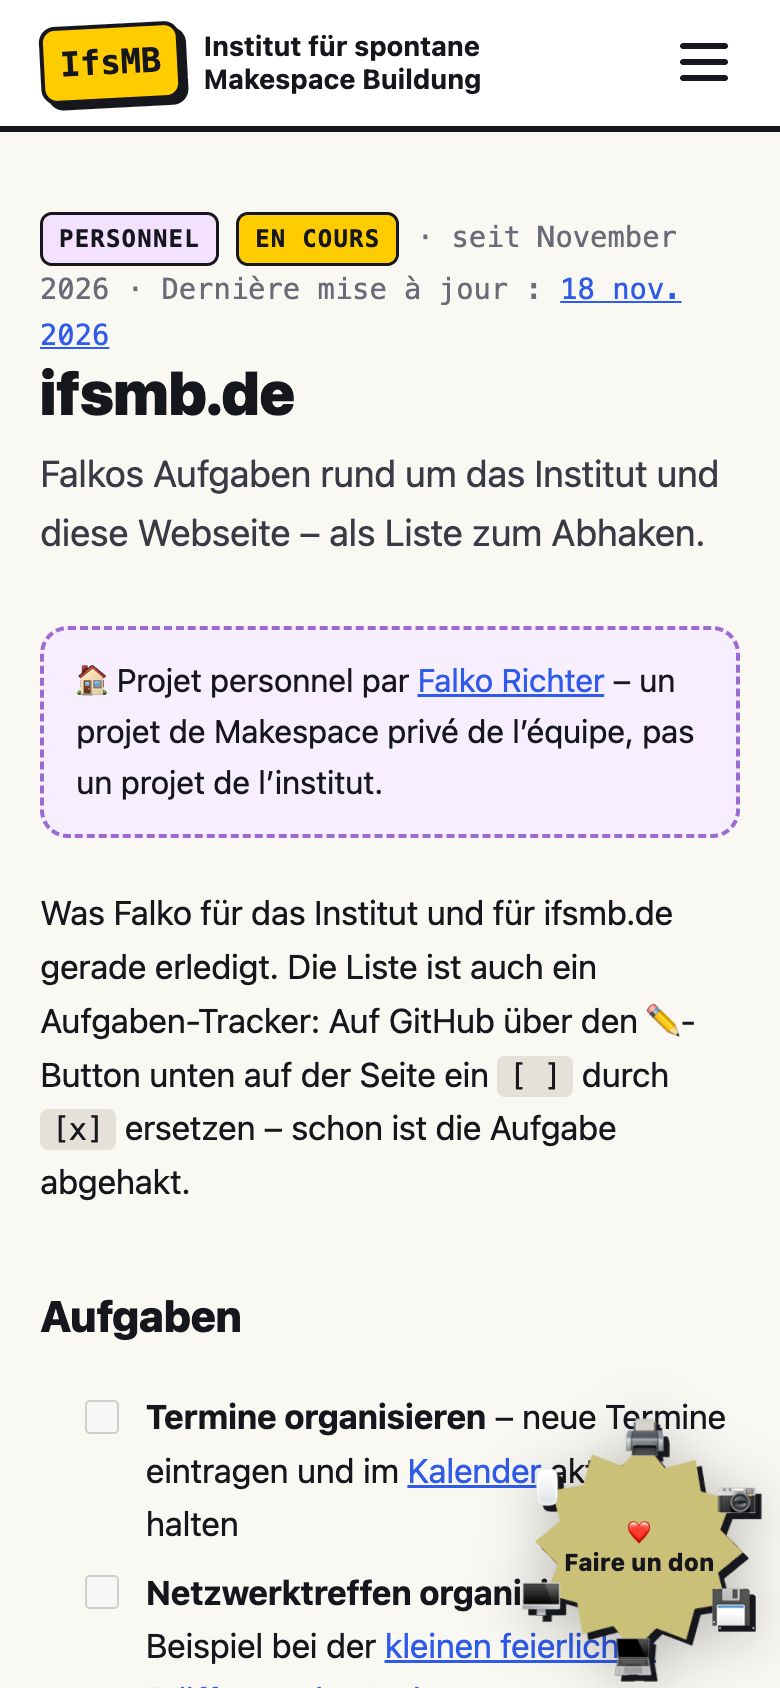 IfsMB
Institut für spontane
Makespace Buildung
PERSONNEL EN COURS · seit November
2026 · Dernière mise à jour : 18 nov.
2026
ifsmb.de
Falkos Aufgaben rund um das Institut und
diese Webseite – als Liste zum Abhaken.
🏠 Projet personnel par Falko Richter – un
projet de Makespace privé de l’équipe, pas
un projet de l’institut.
Was Falko für das Institut und für ifsmb.de
gerade erledigt. Die Liste ist auch ein
Aufgaben-Tracker: Auf GitHub über den ✏️-
Button unten auf der Seite ein [ ] durch
[x] ersetzen – schon ist die Aufgabe
abgehakt.
Aufgaben
Termine organisieren – neue Termine
eintragen und im Kalender
halten
Netzwerktreffen
Beispiel bei der kleinen
❤️
Faire un don